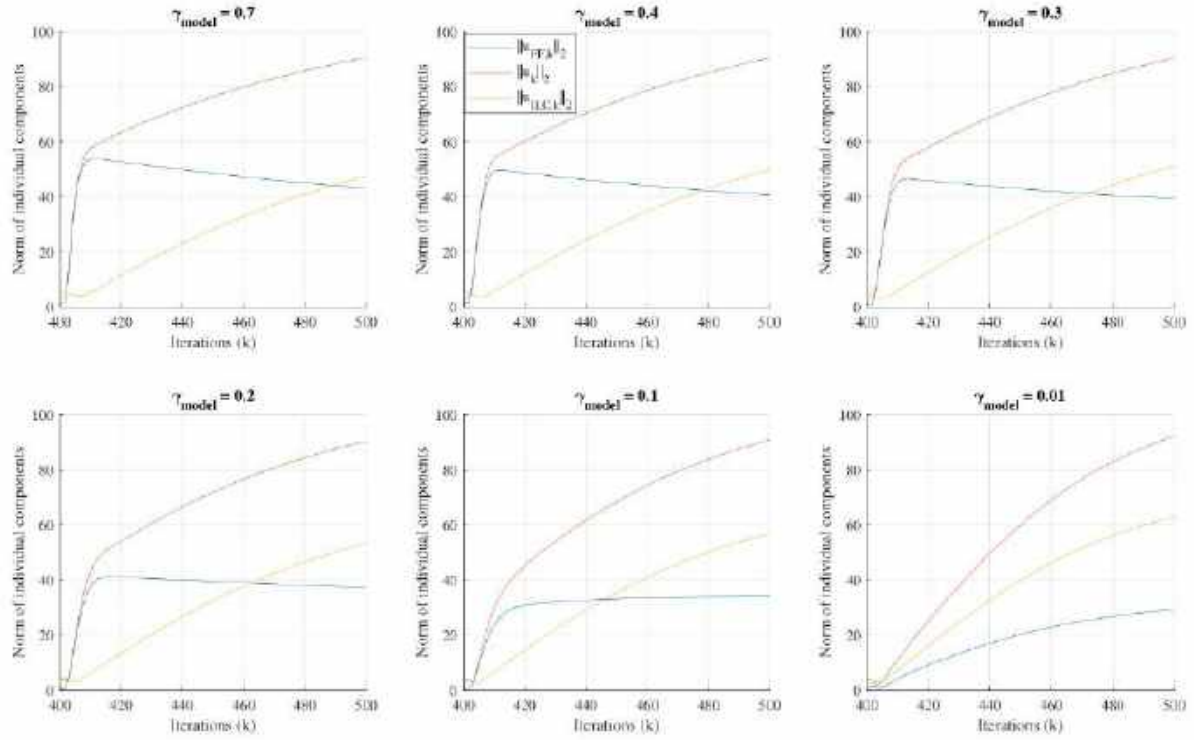 γmodel = 0.7
100
80
60
40
20
0
400 420 440 460 480 500
Norm of individual components
Iterations (k)
γmodel = 0.4
||uFF,k||2
||uk||2
||uILC,k||2
100
80
60
40
20
0
400 420 440 460 480 500
Norm of individual components
Iterations (k)
γmodel = 0.3
100
80
60
40
20
0
400 420 440 460 480 500
Norm of individual components
Iterations (k)
γmodel = 0.2
100
80
60
40
20
0
400 420 440 460 480 500
Norm of individual components
Iterations (k)
γmodel = 0.1
100
80
60
40
20
0
400 420 440 460 480 500
Norm of individual components
Iterations (k)
γmodel = 0.01
100
80
60
40
20
0
400 420 440 460 480 500
Norm of individual components
Iterations (k)